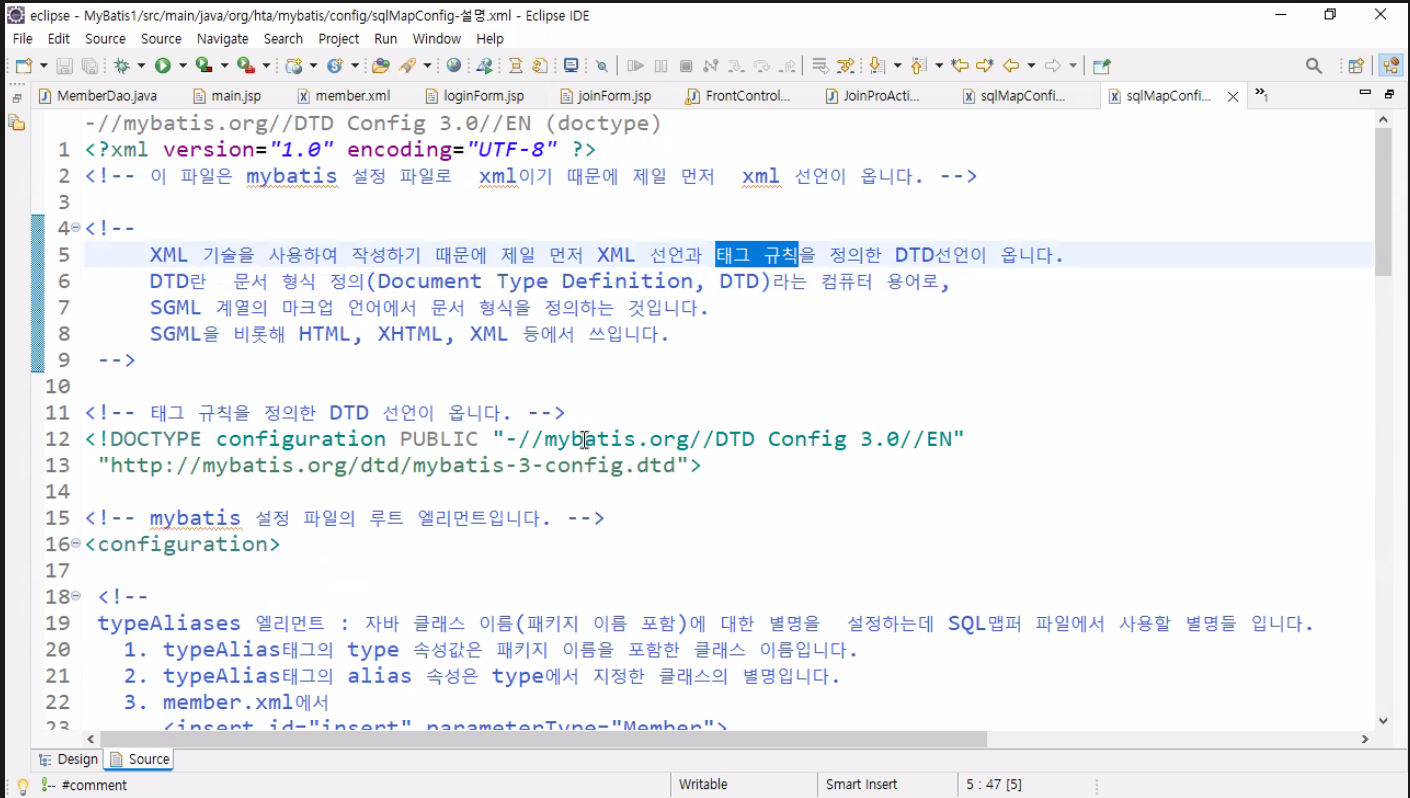 eclipse - MyBatis1/src/main/java/org/hta/mybatis/config/sqlMapConfig-설명.xml - Eclipse IDE
File Edit Source Source Navigate Search Project Run Window Help
MemberDao.java main.jsp member.xml loginForm.jsp joinForm.jsp FrontControl... JoinProActi... sqlMapConfi... sqlMapConfi... »1
-//mybatis.org//DTD Config 3.0//EN (doctype)
1 <?xml version="1.0" encoding="UTF-8" ?>
2 <!-- 이 파일은 mybatis 설정 파일로 xml이기 때문에 제일 먼저 xml 선언이 옵니다. -->
3
4 <!--
5 XML 기술을 사용하여 작성하기 때문에 제일 먼저 XML 선언과 태그 규칙을 정의한 DTD선언이 옵니다.
6 DTD란 문서 형식 정의(Document Type Definition, DTD)라는 컴퓨터 용어로,
7 SGML 계열의 마크업 언어에서 문서 형식을 정의하는 것입니다.
8 SGML을 비롯해 HTML, XHTML, XML 등에서 쓰입니다.
9 -->
10
11 <!-- 태그 규칙을 정의한 DTD 선언이 옵니다. -->
12 <!DOCTYPE configuration PUBLIC "-//mybatis.org//DTD Config 3.0//EN"
13 "http://mybatis.org/dtd/mybatis-3-config.dtd">
14
15 <!-- mybatis 설정 파일의 루트 엘리먼트입니다. -->
16 <configuration>
17
18 <!--
19 typeAliases 엘리먼트 : 자바 클래스 이름(패키지 이름 포함)에 대한 별명을 설정하는데 SQL맵퍼 파일에서 사용할 별명들 입니다.
20 1. typeAlias태그의 type 속성값은 패키지 이름을 포함한 클래스 이름입니다.
21 2. typeAlias태그의 alias 속성은 type에서 지정한 클래스의 별명입니다.
22 3. member.xml에서
23 <insert id="insert" parameterType="Member">
Design Source
#comment Writable Smart Insert 5 : 47 [5]